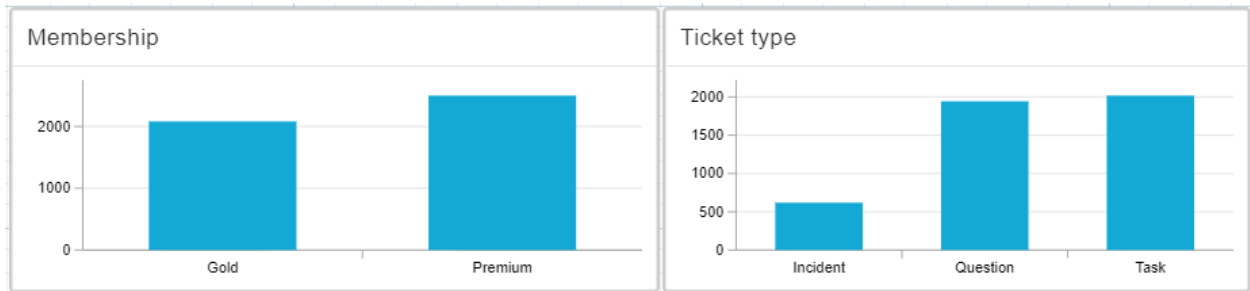 Membership
2000
1000
0
Gold
Premium
Ticket type
2000
1500
1000
500
0
Incident
Question
Task